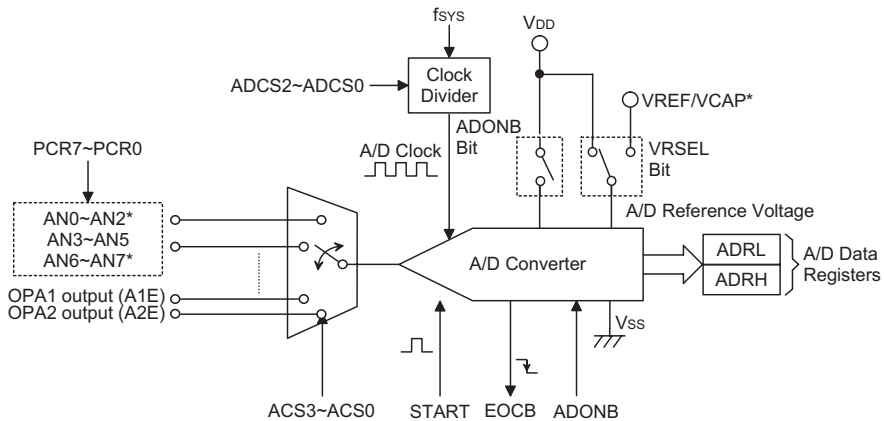 fSYS
VDD
ADCS2~ADCS0
Clock
Divider
VREF/VCAP*
ADONB
Bit
VRSEL
Bit
PCR7~PCR0
A/D Clock
AN0~AN2*
AN3~AN5
AN6~AN7*
A/D Reference Voltage
A/D Converter
ADRL
ADRH
A/D Data
Registers
OPA1 output (A1E)
OPA2 output (A2E)
VSS
ACS3~ACS0
START
EOCB
ADONB